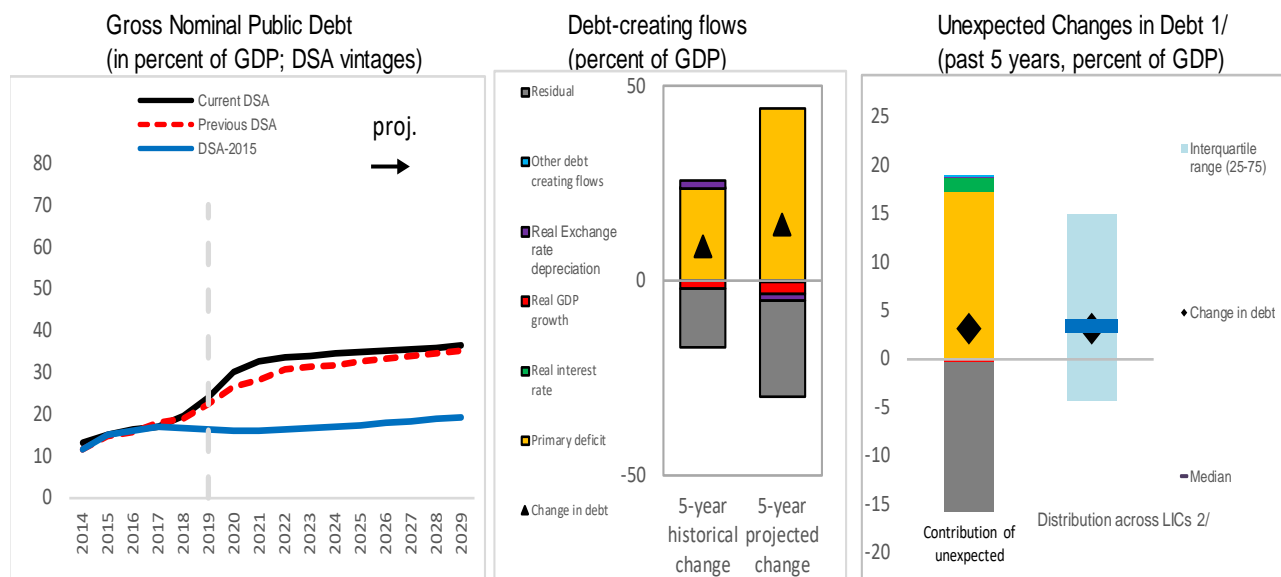 Gross Nominal Public Debt
(in percent of GDP; DSA vintages)
Current DSA
Previous DSA
DSA-2015
proj.
80
70
60
50
40
30
20
10
0
2014
2015
2016
2017
2018
2019
2020
2021
2022
2023
2024
2025
2026
2027
2028
2029
Debt-creating flows
(percent of GDP)
Residual
Other debt
creating flows
Real Exchange
rate
depreciation
Real GDP
growth
Real interest
rate
Primary deficit
Change in debt
50
0
-50
5-year
historical
change
5-year
projected
change
Unexpected Changes in Debt 1/
(past 5 years, percent of GDP)
25
20
15
10
5
0
-5
-10
-15
-20
Interquartile
range (25-75)
Change in debt
Median
Contribution of
unexpected
Distribution across LICs 2/